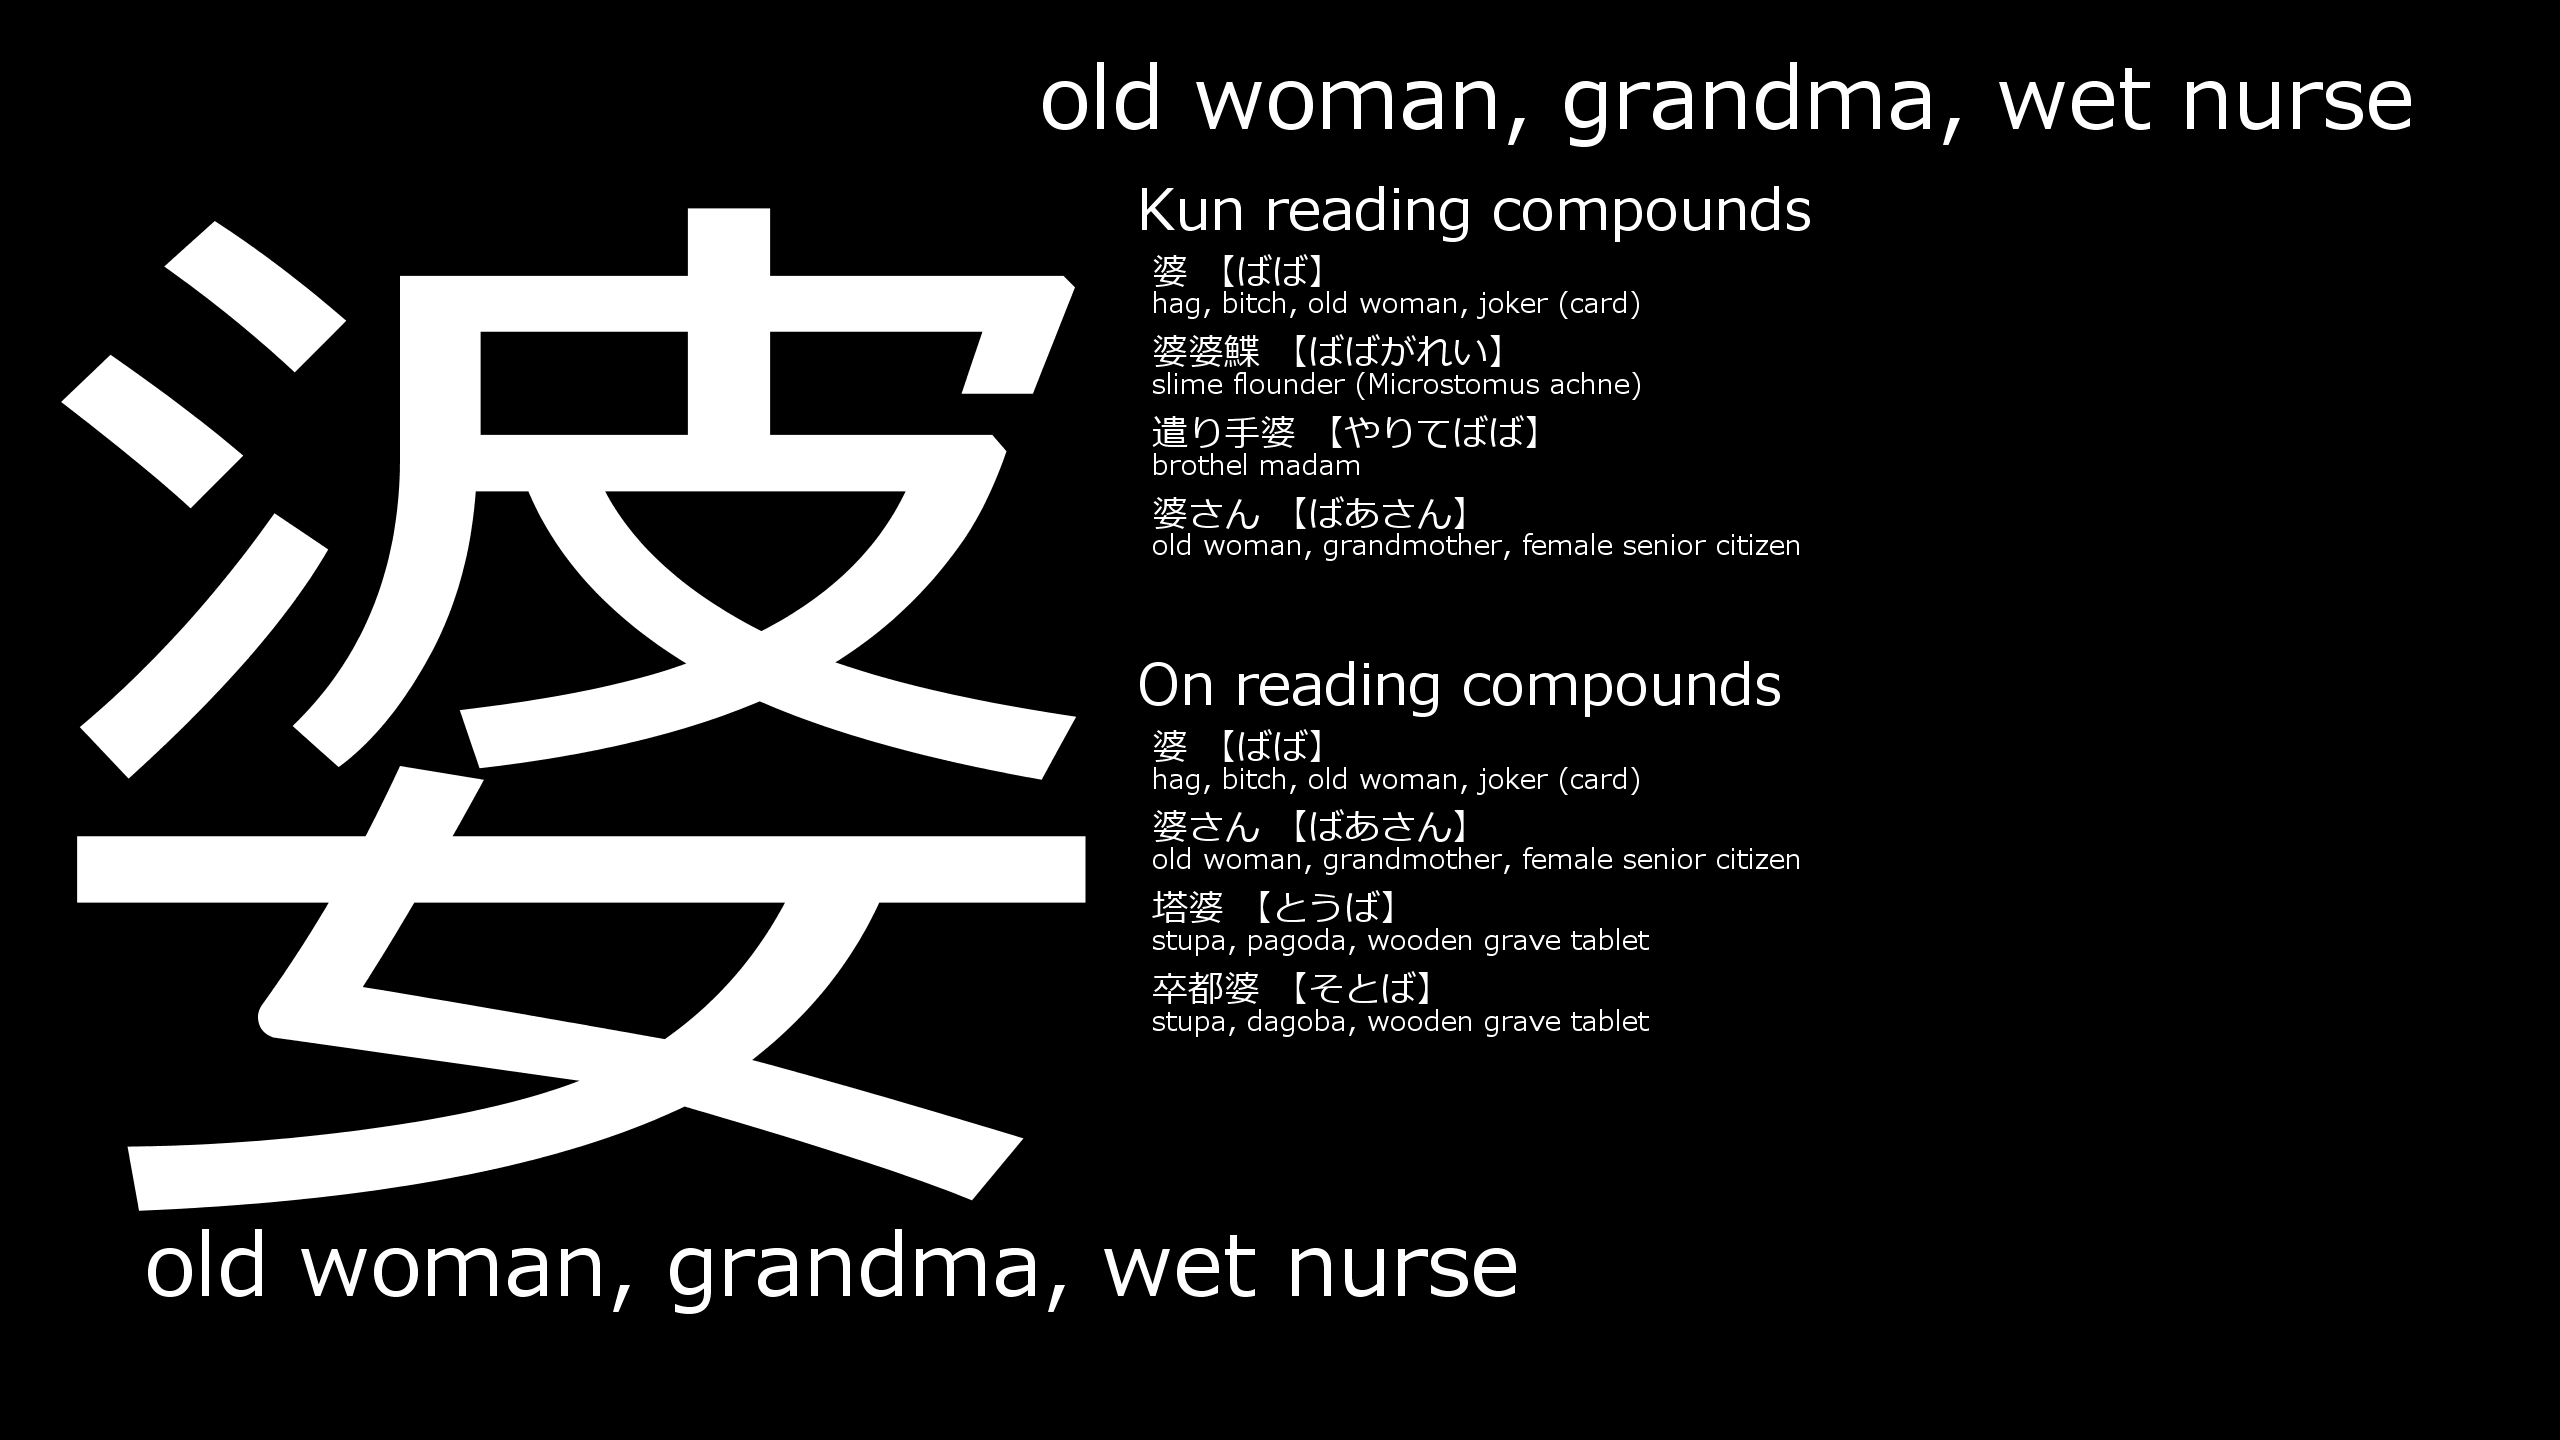 婆
old woman, grandma, wet nurse
Kun reading compounds
婆 【ばば】
hag, bitch, old woman, joker (card)
婆婆鰈 【ばばがれい】
slime flounder (Microstomus achne)
遣り手婆 【やりてばば】
brothel madam
婆さん 【ばあさん】
old woman, grandmother, female senior citizen
On reading compounds
婆 【ばば】
hag, bitch, old woman, joker (card)
婆さん 【ばあさん】
old woman, grandmother, female senior citizen
塔婆 【とうば】
stupa, pagoda, wooden grave tablet
卒都婆 【そとば】
stupa, dagoba, wooden grave tablet
old woman, grandma, wet nurse